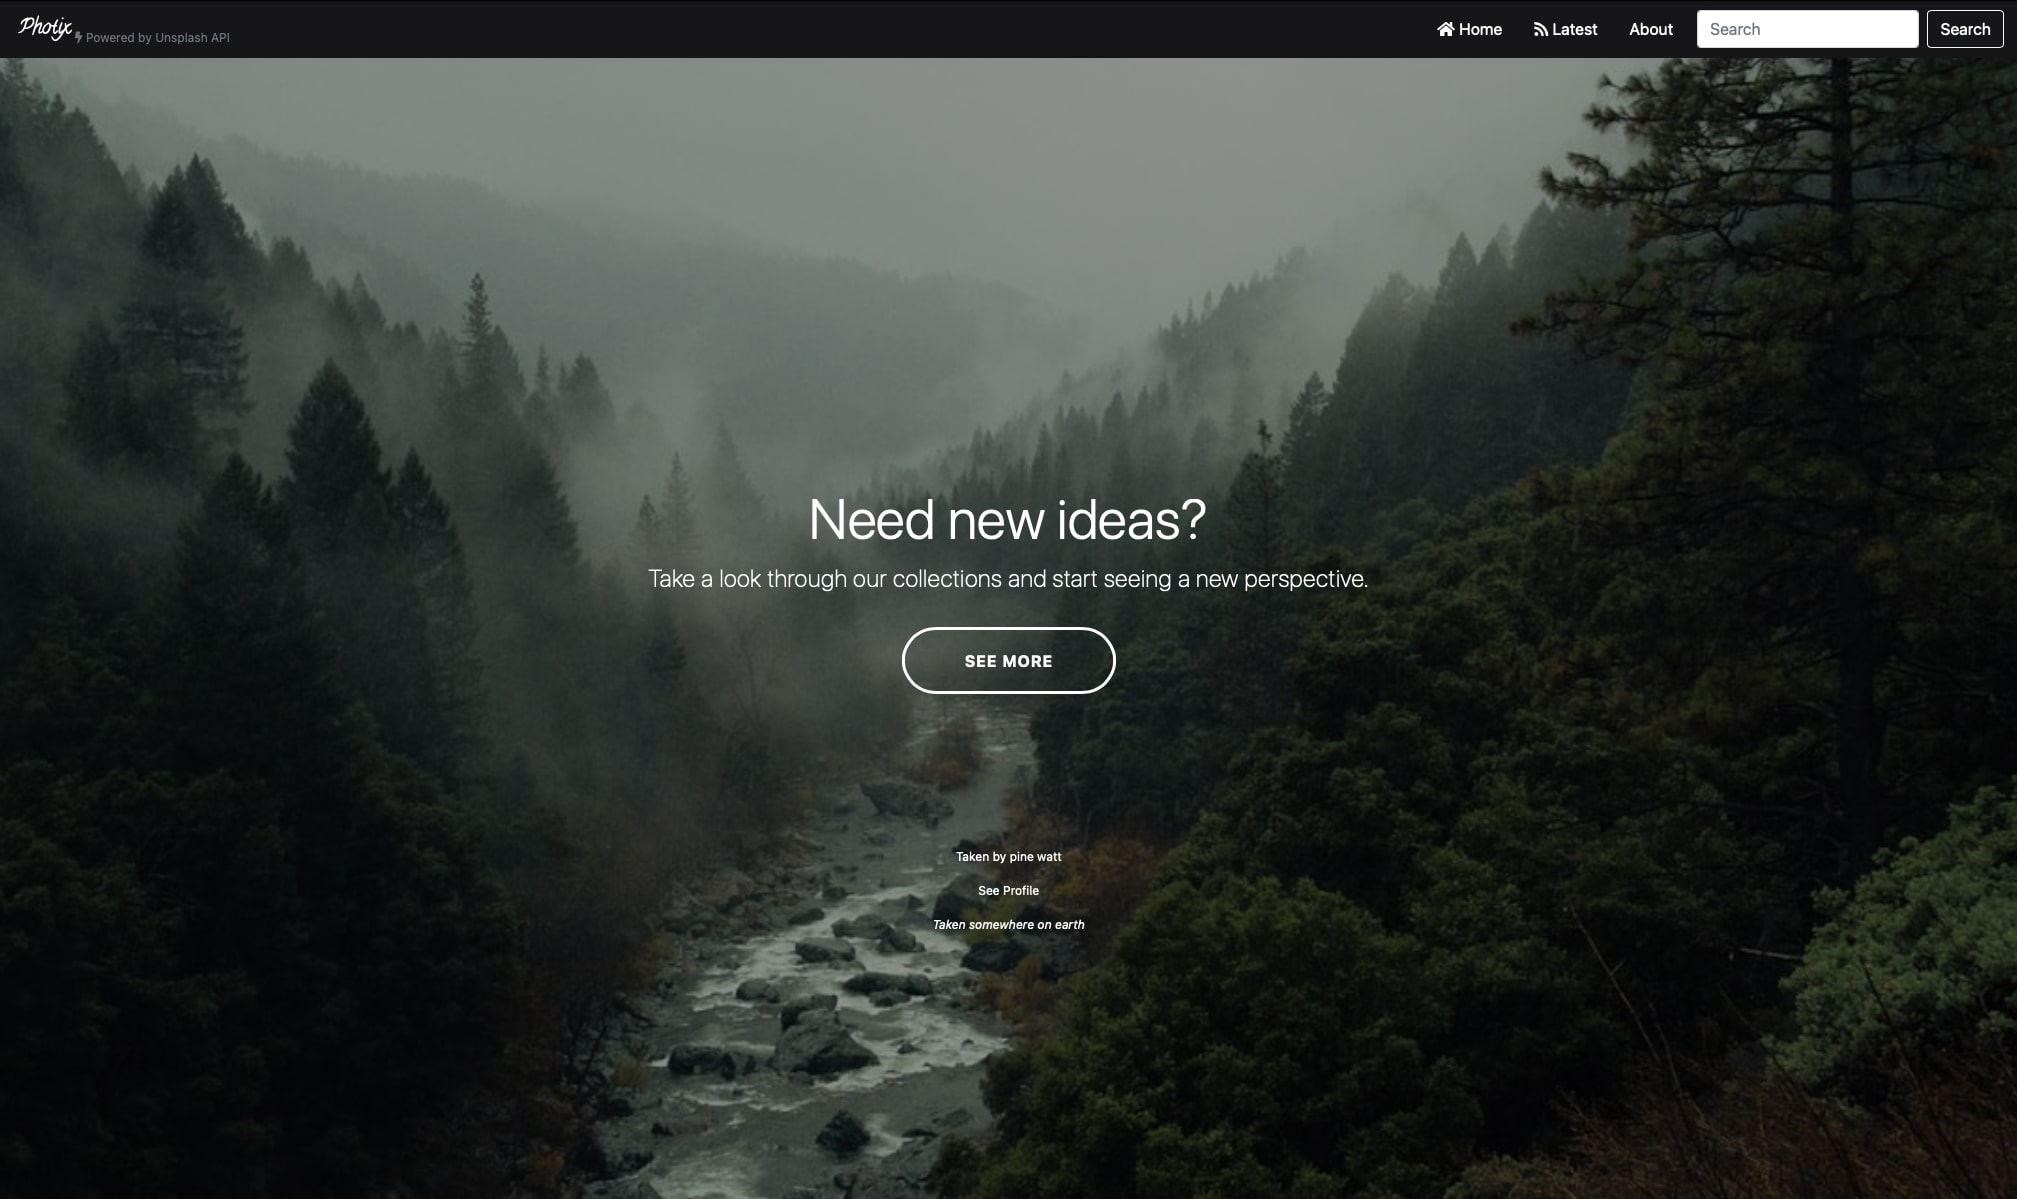 Photix Powered by Unsplash API
Home Latest About Search Search
Need new ideas?
Take a look through our collections and start seeing a new perspective.
SEE MORE
Taken by pine watt
See Profile
Taken somewhere on earth